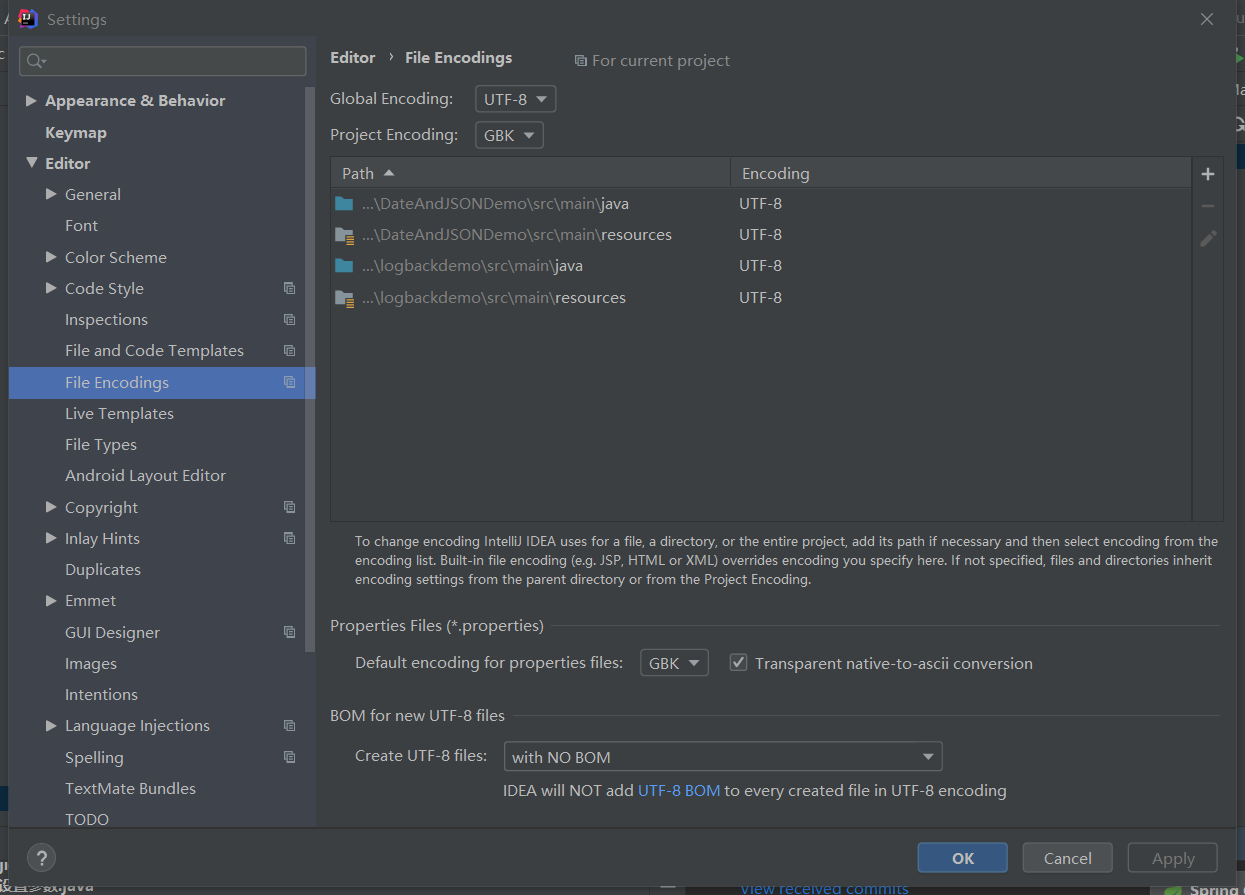 Settings
Appearance & Behavior
Keymap
Editor
General
Font
Color Scheme
Code Style
Inspections
File and Code Templates
File Encodings
Live Templates
File Types
Android Layout Editor
Copyright
Inlay Hints
Duplicates
Emmet
GUI Designer
Images
Intentions
Language Injections
Spelling
TextMate Bundles
TODO
Editor › File Encodings
For current project
Global Encoding: UTF-8
Project Encoding: GBK
Path Encoding
...\DateAndJSONDemo\src\main\java UTF-8
...\DateAndJSONDemo\src\main\resources UTF-8
...\logbackdemo\src\main\java UTF-8
...\logbackdemo\src\main\resources UTF-8
To change encoding IntelliJ IDEA uses for a file, a directory, or the entire project, add its path if necessary and then select encoding from the
encoding list. Built-in file encoding (e.g. JSP, HTML or XML) overrides encoding you specify here. If not specified, files and directories inherit
encoding settings from the parent directory or from the Project Encoding.
Properties Files (*.properties)
Default encoding for properties files: GBK Transparent native-to-ascii conversion
BOM for new UTF-8 files
Create UTF-8 files: with NO BOM
IDEA will NOT add UTF-8 BOM to every created file in UTF-8 encoding
? OK Cancel Apply
设置参数.java
View received commits
Spring